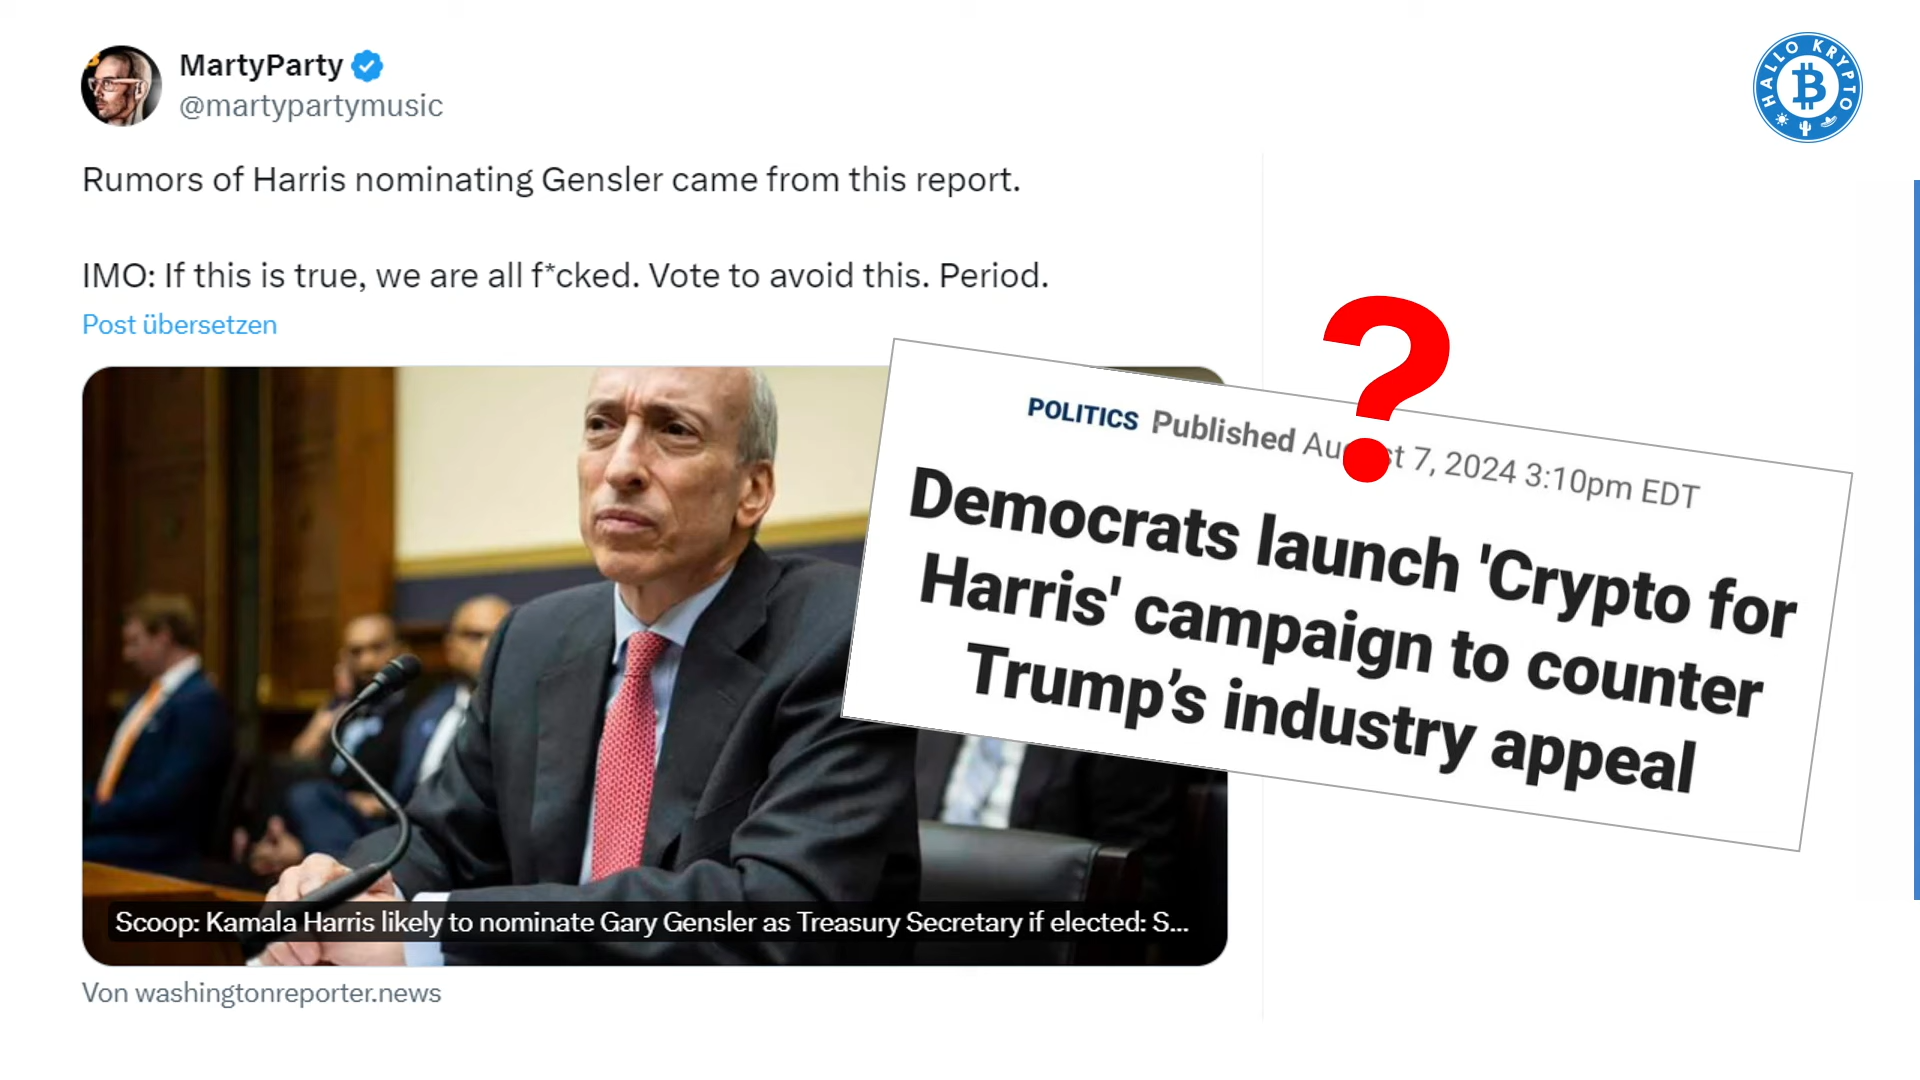 MartyParty
@martypartymusic
HALLO KRYPTO
Rumors of Harris nominating Gensler came from this report.
IMO: If this is true, we are all f*cked. Vote to avoid this. Period.
Post übersetzen
?
POLITICS Published August 7, 2024 3:10pm EDT
Democrats launch 'Crypto for
Harris' campaign to counter
Trump’s industry appeal
Scoop: Kamala Harris likely to nominate Gary Gensler as Treasury Secretary if elected: S...
Von washingtonreporter.news